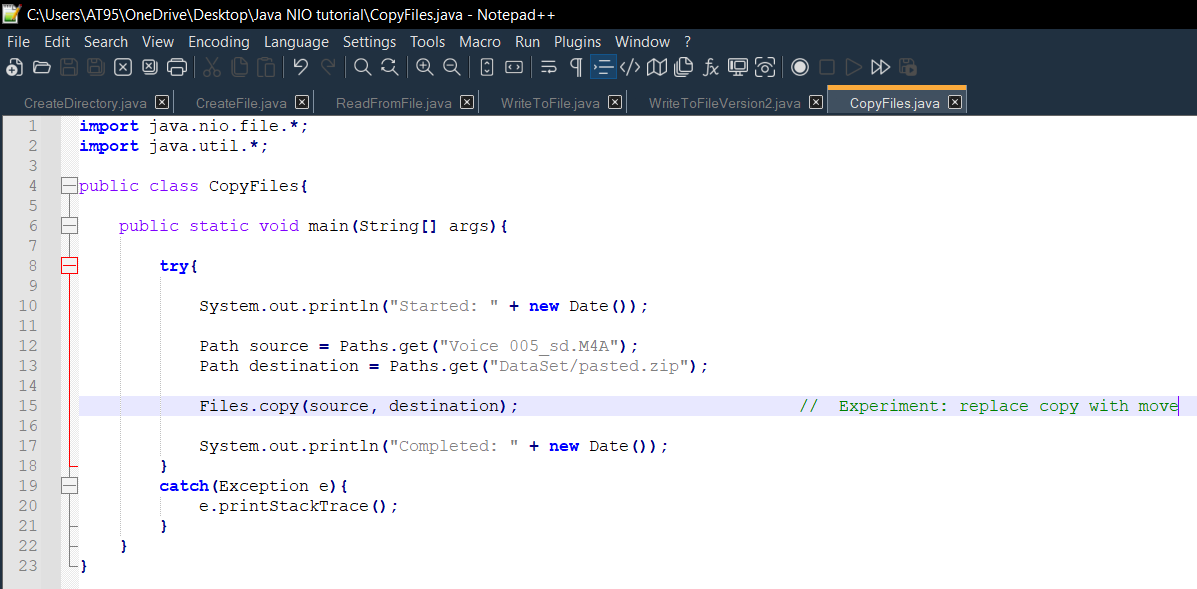 C:\Users\AT95\OneDrive\Desktop\Java NIO tutorial\CopyFiles.java - Notepad++
File Edit Search View Encoding Language Settings Tools Macro Run Plugins Window ?
CreateDirectory.java CreateFile.java ReadFromFile.java WriteToFile.java WriteToFileVersion2.java CopyFiles.java
1 import java.nio.file.*;
2 import java.util.*;
3
4 public class CopyFiles{
5
6 public static void main(String[] args){
7
8 try{
9
10 System.out.println("Started: " + new Date());
11
12 Path source = Paths.get("Voice 005_sd.M4A");
13 Path destination = Paths.get("DataSet/pasted.zip");
14
15 Files.copy(source, destination); // Experiment: replace copy with move
16
17 System.out.println("Completed: " + new Date());
18 }
19 catch(Exception e){
20 e.printStackTrace();
21 }
22 }
23 }